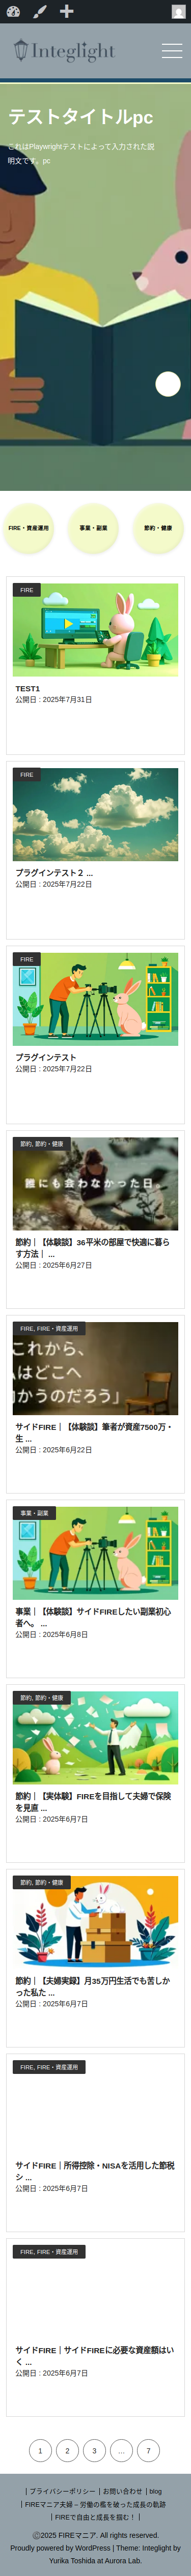 Integlight
テストタイトルpc
これはPlaywrightテストによって入力された説
明文です。pc
FIRE・資産運用
事業・副業
節約・健康
FIRE
TEST1
公開日 : 2025年7月31日
FIRE
プラグインテスト２ ...
公開日 : 2025年7月22日
FIRE
プラグインテスト
公開日 : 2025年7月22日
節約, 節約・健康
誰にも会わなかった日。
節約｜【体験談】36平米の部屋で快適に暮ら
す方法｜ ...
公開日 : 2025年6月27日
FIRE, FIRE・資産運用
これから、
はどこへ
かうのだろう」
サイドFIRE｜【体験談】筆者が資産7500万・
生 ...
公開日 : 2025年6月22日
事業・副業
事業｜【体験談】サイドFIREしたい副業初心
者へ。 ...
公開日 : 2025年6月8日
節約, 節約・健康
節約｜【実体験】FIREを目指して夫婦で保険
を見直 ...
公開日 : 2025年6月7日
節約, 節約・健康
節約｜【夫婦実録】月35万円生活でも苦しか
った私た ...
公開日 : 2025年6月7日
FIRE, FIRE・資産運用
サイドFIRE｜所得控除・NISAを活用した節税
シ ...
公開日 : 2025年6月7日
FIRE, FIRE・資産運用
サイドFIRE｜サイドFIREに必要な資産額はい
く ...
公開日 : 2025年6月7日
1 2 3 … 7
| プライバシーポリシー | お問い合わせ | blog
| FIREマニア夫婦 – 労働の檻を破った成長の軌跡
| FIREで自由と成長を掴む！ |
Ⓒ2025 FIREマニア. All rights reserved.
Proudly powered by WordPress | Theme: Integlight by
Yurika Toshida at Aurora Lab.